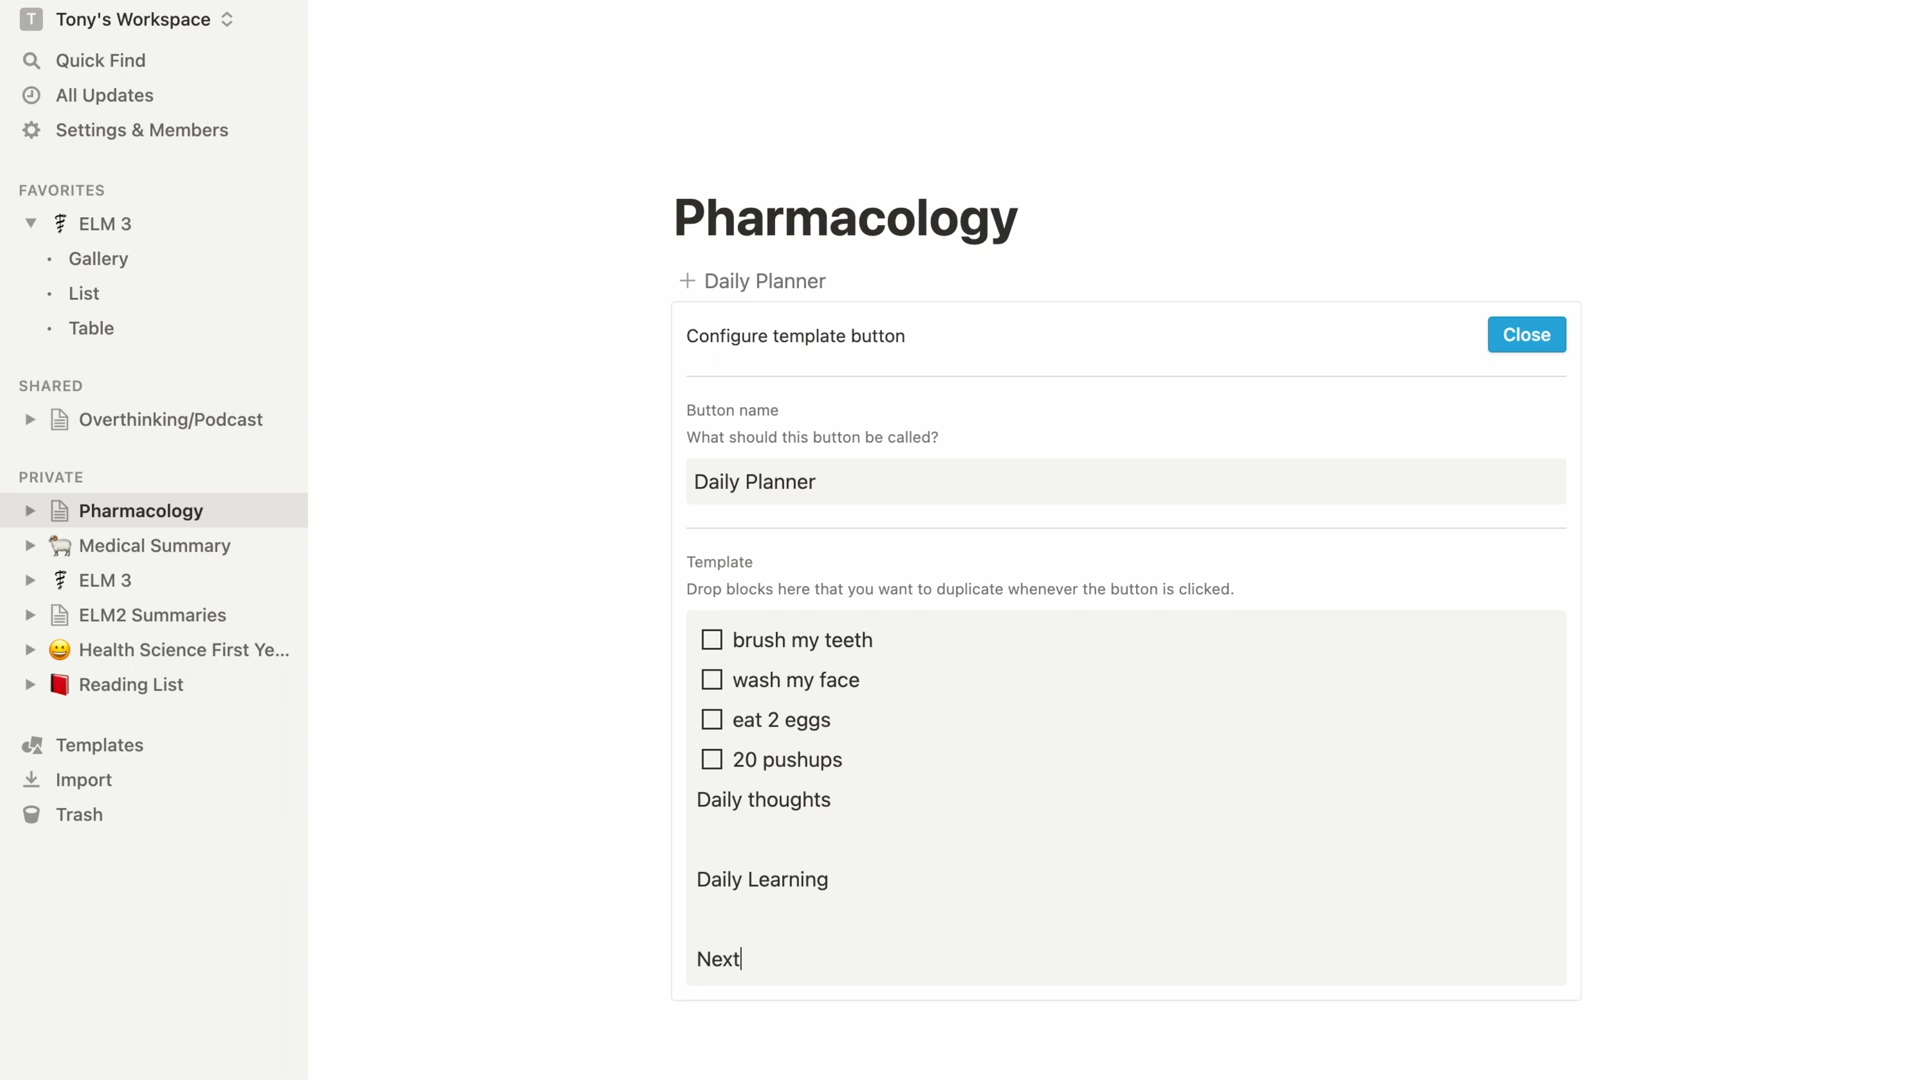 T Tony's Workspace
Quick Find
All Updates
Settings & Members
FAVORITES
ELM 3
Gallery
List
Table
SHARED
Overthinking/Podcast
PRIVATE
Pharmacology
Medical Summary
ELM 3
ELM2 Summaries
Health Science First Ye...
Reading List
Templates
Import
Trash
Pharmacology
+ Daily Planner
Configure template button
Close
Button name
What should this button be called?
Daily Planner
Template
Drop blocks here that you want to duplicate whenever the button is clicked.
brush my teeth
wash my face
eat 2 eggs
20 pushups
Daily thoughts
Daily Learning
Next